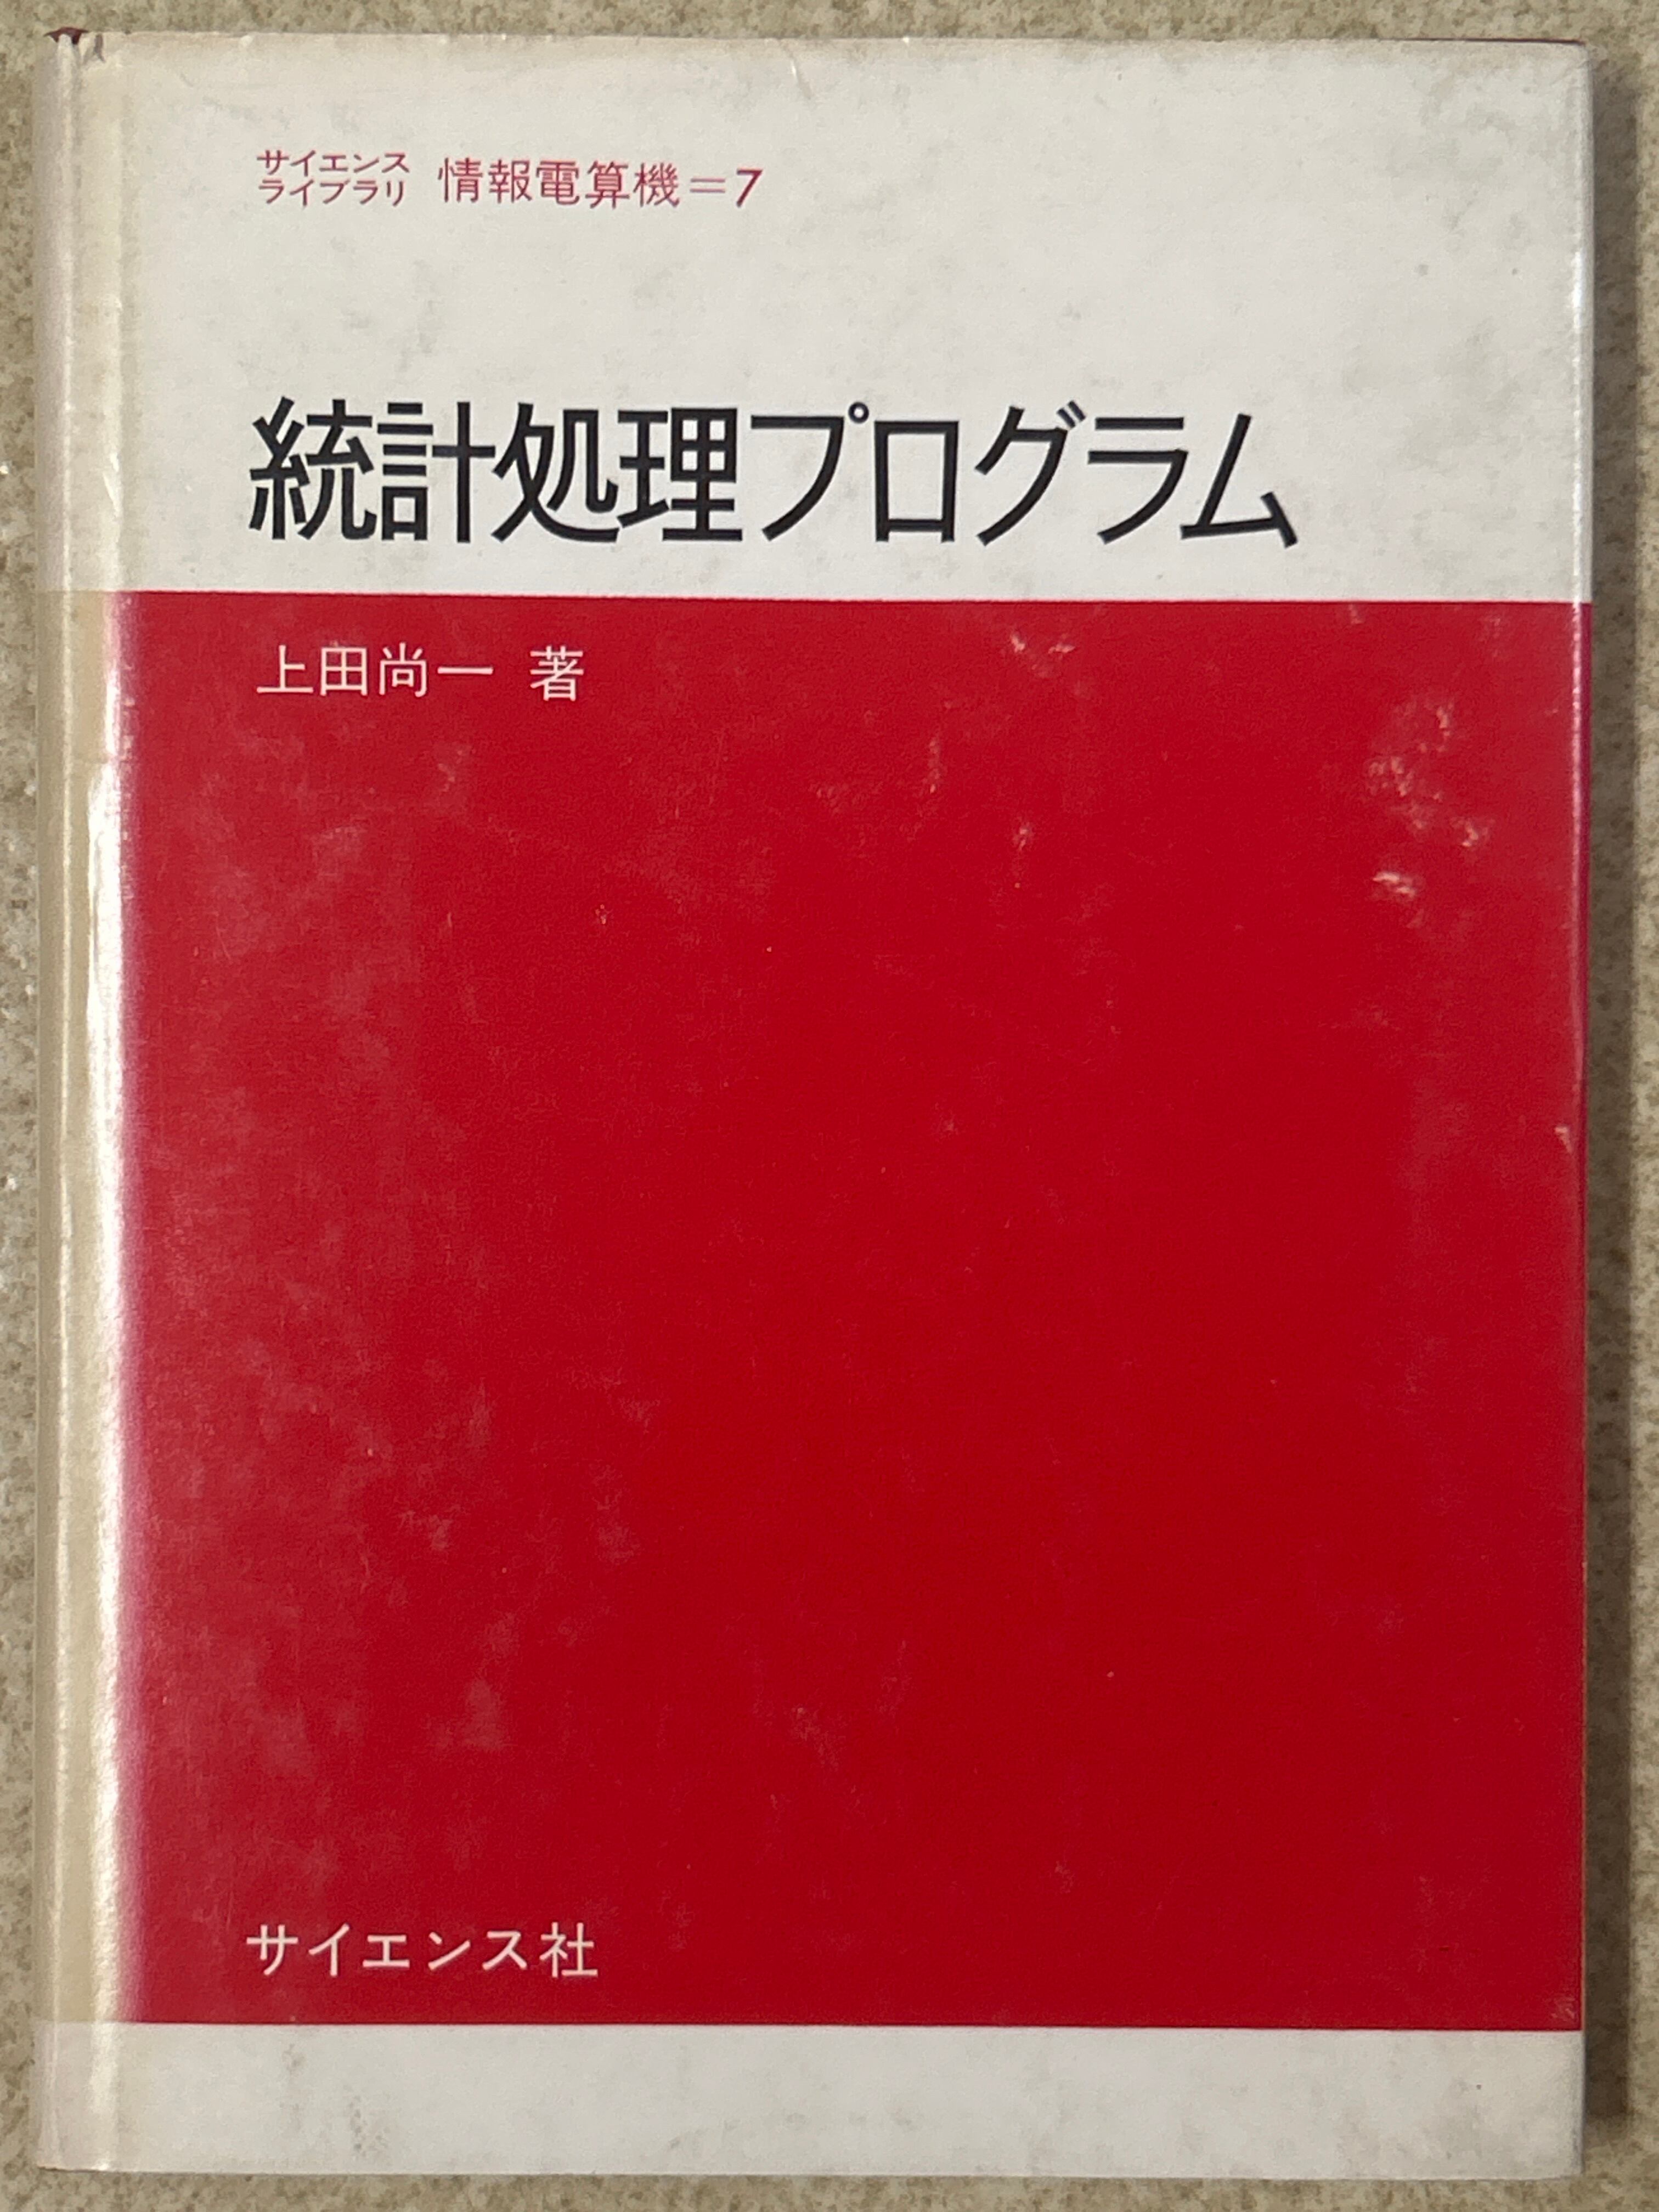 サイエンス
ライブラリ
情報電算機=7
統計処理プログラム
上田尚一 著
サイエンス社